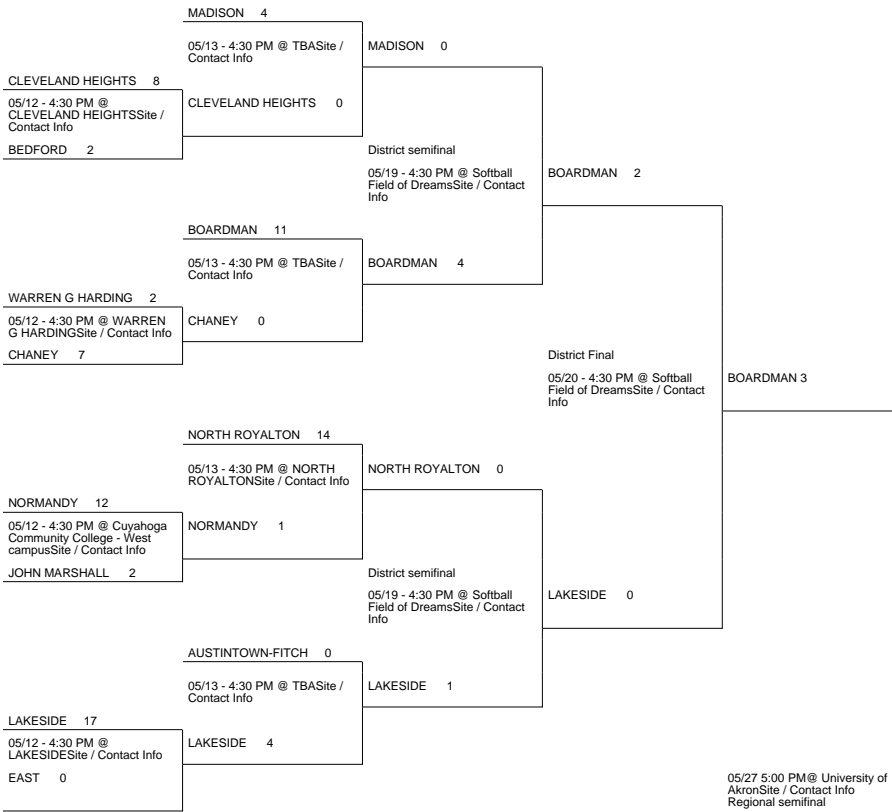 MADISON 4
05/13 - 4:30 PM @ TBASite /
Contact Info
MADISON 0
CLEVELAND HEIGHTS 8
05/12 - 4:30 PM @
CLEVELAND HEIGHTSSite /
Contact Info
CLEVELAND HEIGHTS 0
BEDFORD 2
District semifinal
05/19 - 4:30 PM @ Softball
Field of DreamsSite / Contact
Info
BOARDMAN 2
BOARDMAN 11
05/13 - 4:30 PM @ TBASite /
Contact Info
BOARDMAN 4
WARREN G HARDING 2
05/12 - 4:30 PM @ WARREN
G HARDINGSite / Contact Info
CHANEY 0
CHANEY 7
District Final
05/20 - 4:30 PM @ Softball
Field of DreamsSite / Contact
Info
BOARDMAN 3
NORTH ROYALTON 14
05/13 - 4:30 PM @ NORTH
ROYALTONSite / Contact Info
NORTH ROYALTON 0
NORMANDY 12
05/12 - 4:30 PM @ Cuyahoga
Community College - West
campusSite / Contact Info
NORMANDY 1
JOHN MARSHALL 2
District semifinal
05/19 - 4:30 PM @ Softball
Field of DreamsSite / Contact
Info
LAKESIDE 0
AUSTINTOWN-FITCH 0
05/13 - 4:30 PM @ TBASite /
Contact Info
LAKESIDE 1
LAKESIDE 17
05/12 - 4:30 PM @
LAKESIDESite / Contact Info
LAKESIDE 4
EAST 0
05/27 5:00 PM@ University of
AkronSite / Contact Info
Regional semifinal